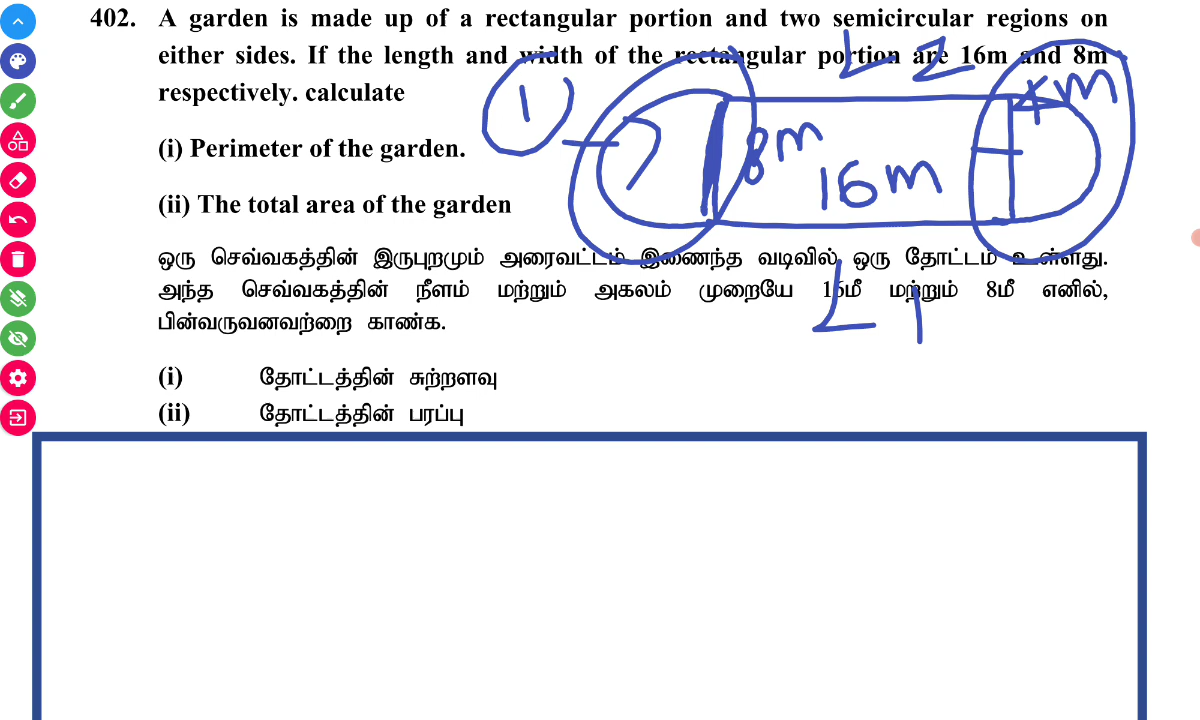 402. A garden is made up of a rectangular portion and two semicircular regions on
either sides. If the length and width of the rectangular portion are 16m and 8m
respectively. calculate
(i) Perimeter of the garden.
(ii) The total area of the garden
1
L2
4m
8m
16m
L1
ஒரு செவ்வகத்தின் இருபுறமும் அரைவட்டம் இணைந்த வடிவில் ஒரு தோட்டம் உள்ளது.
அந்த செவ்வகத்தின் நீளம் மற்றும் அகலம் முறையே 16மீ மற்றும் 8மீ எனில்,
பின்வருவனவற்றை காண்க.
(i) தோட்டத்தின் சுற்றளவு
(ii) தோட்டத்தின் பரப்பு